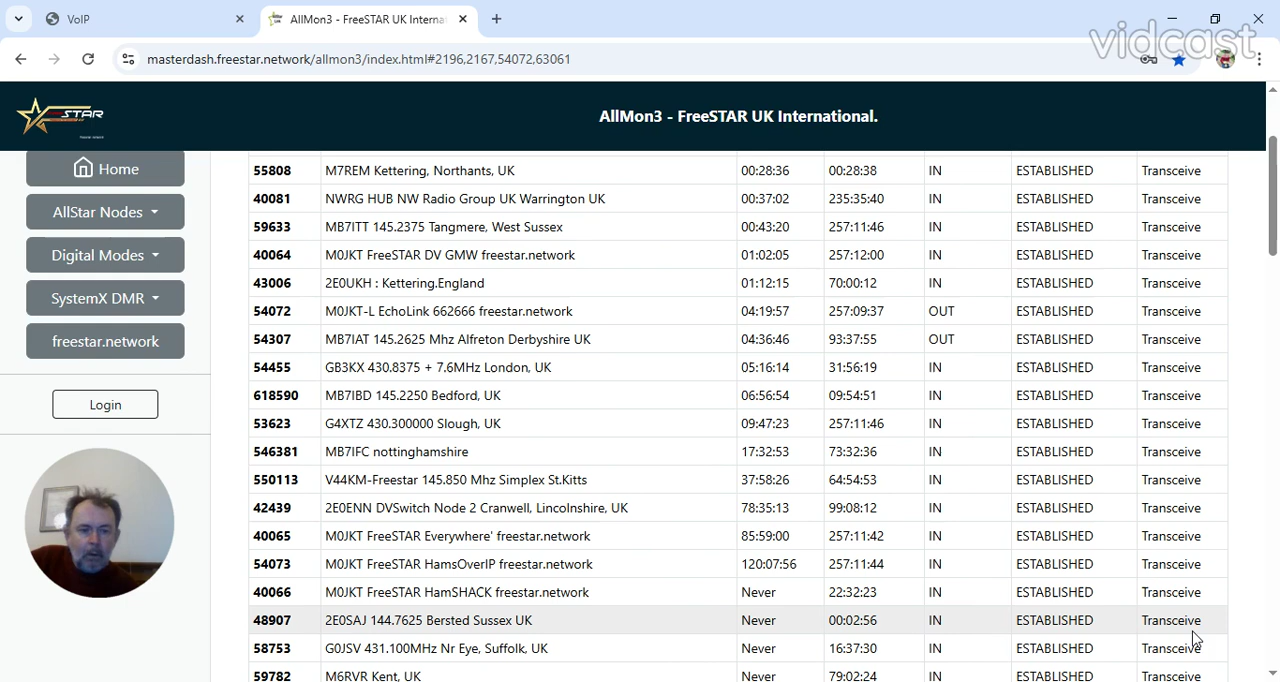 VoIP
AllMon3 - FreeSTAR UK Interna
vidcast
masterdash.freestar.network/allmon3/index.html#2196,2167,54072,63061
STAR
AllMon3 - FreeSTAR UK International.
Home
AllStar Nodes
Digital Modes
SystemX DMR
freestar.network
Login
55808 M7REM Kettering, Northants, UK 00:28:36 00:28:38 IN ESTABLISHED Transceive
40081 NWRG HUB NW Radio Group UK Warrington UK 00:37:02 235:35:40 IN ESTABLISHED Transceive
59633 MB7ITT 145.2375 Tangmere, West Sussex 00:43:20 257:11:46 IN ESTABLISHED Transceive
40064 M0JKT FreeSTAR DV GMW freestar.network 01:02:05 257:12:00 IN ESTABLISHED Transceive
43006 2E0UKH : Kettering.England 01:12:15 70:00:12 IN ESTABLISHED Transceive
54072 M0JKT-L EchoLink 662666 freestar.network 04:19:57 257:09:37 OUT ESTABLISHED Transceive
54307 MB7IAT 145.2625 Mhz Alfreton Derbyshire UK 04:36:46 93:37:55 OUT ESTABLISHED Transceive
54455 GB3KX 430.8375 + 7.6MHz London, UK 05:16:14 31:56:19 IN ESTABLISHED Transceive
618590 MB7IBD 145.2250 Bedford, UK 06:56:54 09:54:51 IN ESTABLISHED Transceive
53623 G4XTZ 430.300000 Slough, UK 09:47:23 257:11:46 IN ESTABLISHED Transceive
546381 MB7IFC nottinghamshire 17:32:53 73:32:36 IN ESTABLISHED Transceive
550113 V44KM-Freestar 145.850 Mhz Simplex St.Kitts 37:58:26 64:54:53 IN ESTABLISHED Transceive
42439 2E0ENN DVSwitch Node 2 Cranwell, Lincolnshire, UK 78:35:13 99:08:12 IN ESTABLISHED Transceive
40065 M0JKT FreeSTAR Everywhere' freestar.network 85:59:00 257:11:42 IN ESTABLISHED Transceive
54073 M0JKT FreeSTAR HamsOverIP freestar.network 120:07:56 257:11:44 IN ESTABLISHED Transceive
40066 M0JKT FreeSTAR HamSHACK freestar.network Never 22:32:23 IN ESTABLISHED Transceive
48907 2E0SAJ 144.7625 Bersted Sussex UK Never 00:02:56 IN ESTABLISHED Transceive
58753 G0JSV 431.100MHz Nr Eye, Suffolk, UK Never 16:37:30 IN ESTABLISHED Transceive
59782 M6RVR Kent, UK Never 79:02:24 IN ESTABLISHED Transceive